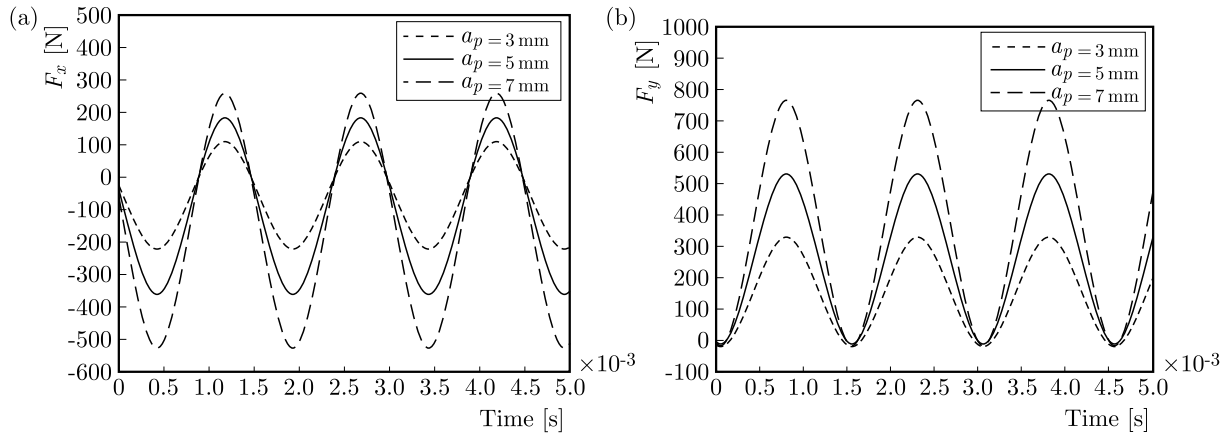 (a)
F_x [N]
500
400
300
200
100
0
-100
-200
-300
-400
-500
-600
a_p = 3 mm
a_p = 5 mm
a_p = 7 mm
0 0.5 1.0 1.5 2.0 2.5 3.0 3.5 4.0 4.5 5.0
×10-3
Time [s]
(b)
F_y [N]
1000
900
800
700
600
500
400
300
200
100
0
-100
a_p = 3 mm
a_p = 5 mm
a_p = 7 mm
0 0.5 1.0 1.5 2.0 2.5 3.0 3.5 4.0 4.5 5.0
×10-3
Time [s]